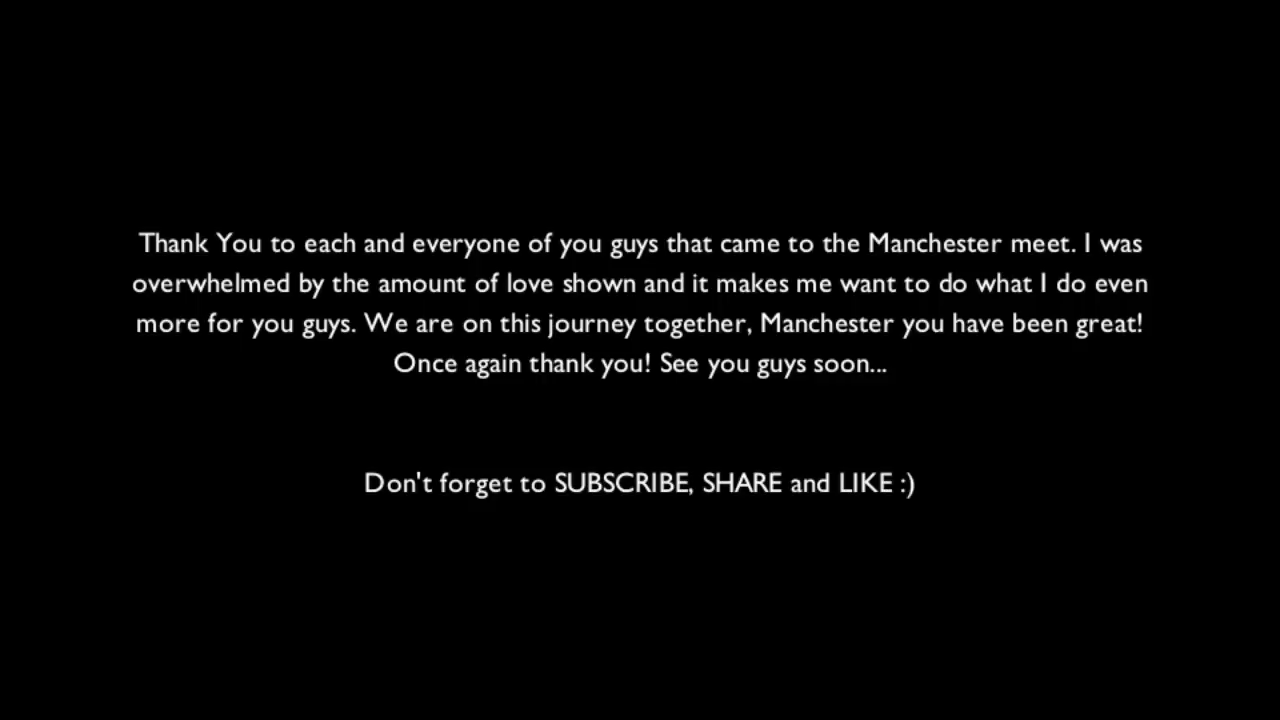 Thank You to each and everyone of you guys that came to the Manchester meet. I was
overwhelmed by the amount of love shown and it makes me want to do what I do even
more for you guys. We are on this journey together, Manchester you have been great!
Once again thank you! See you guys soon...
Don't forget to SUBSCRIBE, SHARE and LIKE :)